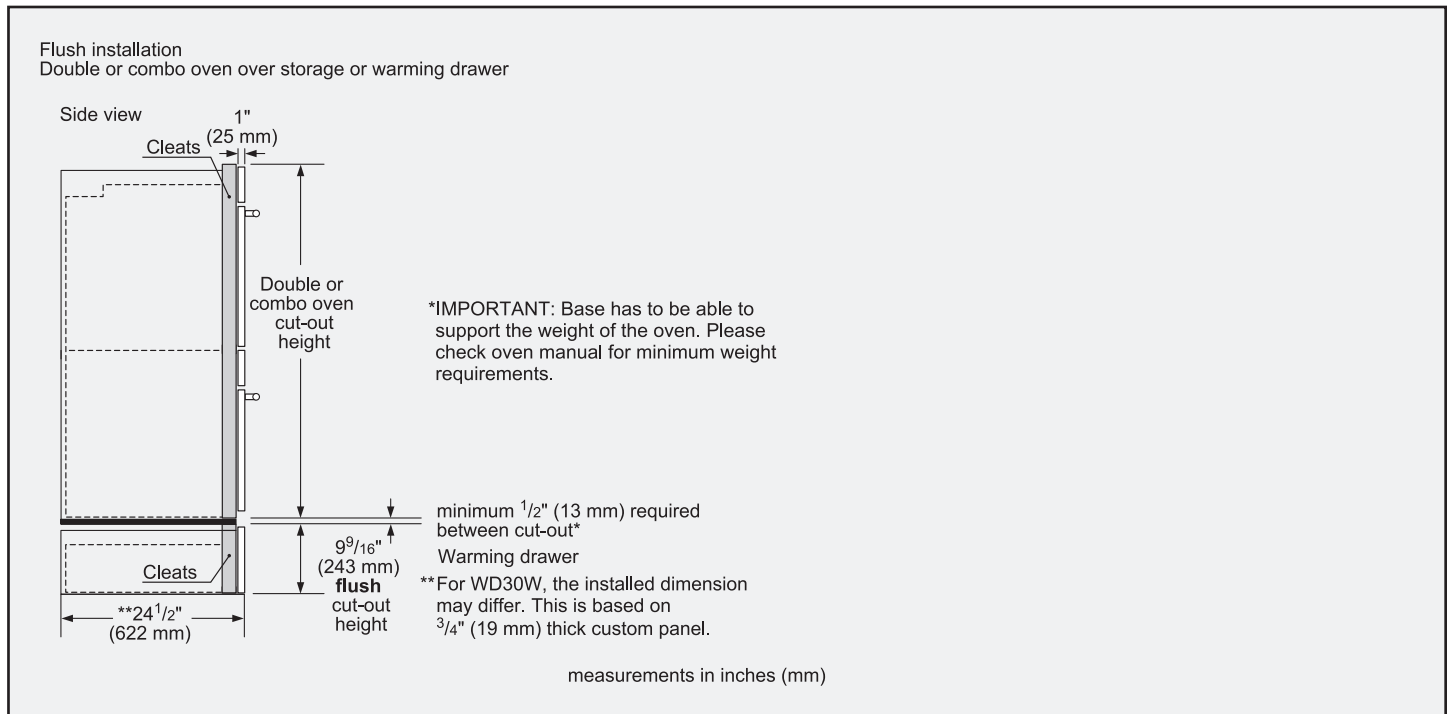 Flush installation
Double or combo oven over storage or warming drawer
Side view
1"
(25 mm)
Cleats
Double or
combo oven
cut-out
height
*IMPORTANT: Base has to be able to
support the weight of the oven. Please
check oven manual for minimum weight
requirements.
minimum 1/2" (13 mm) required
between cut-out*
Warming drawer
9 9/16"
(243 mm)
flush
cut-out
height
Cleats
**24 1/2"
(622 mm)
**For WD30W, the installed dimension
may differ. This is based on
3/4" (19 mm) thick custom panel.
measurements in inches (mm)